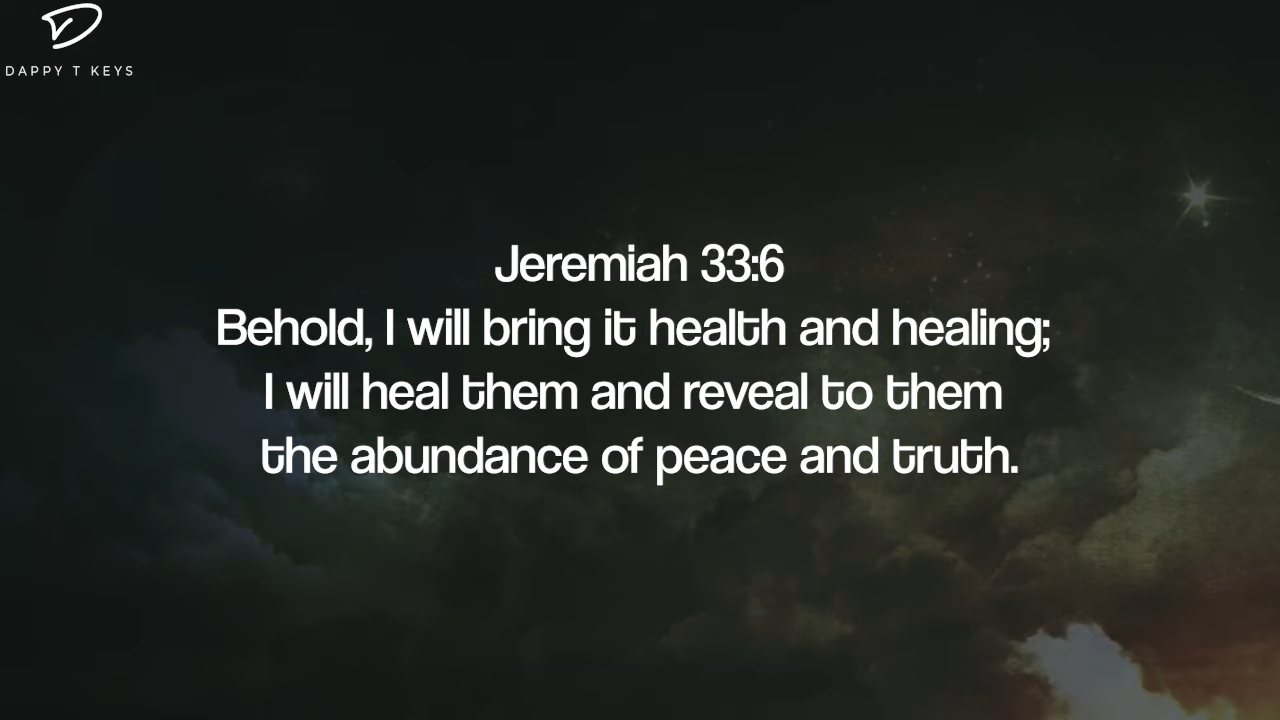 DAPPY T KEYS
Jeremiah 33:6
Behold, I will bring it health and healing;
I will heal them and reveal to them
the abundance of peace and truth.